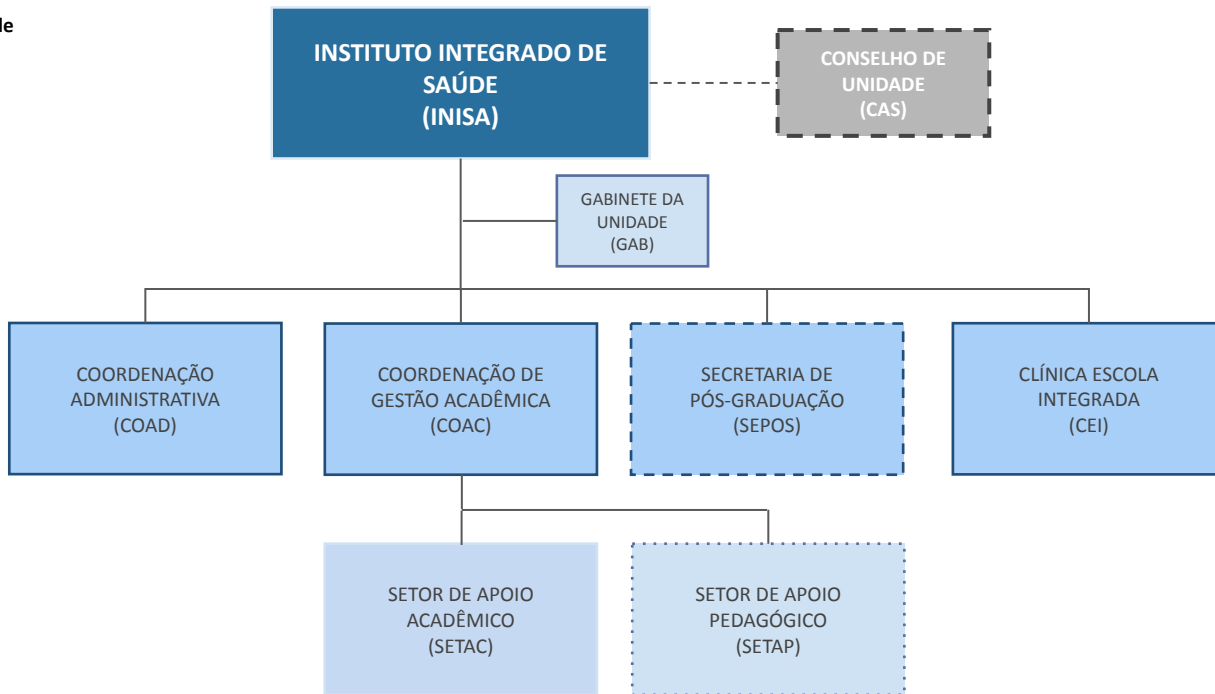 de
INSTITUTO INTEGRADO DE
SAÚDE
(INISA)
CONSELHO DE
UNIDADE
(CAS)
GABINETE DA
UNIDADE
(GAB)
COORDENAÇÃO
ADMINISTRATIVA
(COAD)
COORDENAÇÃO DE
GESTÃO ACADÊMICA
(COAC)
SECRETARIA DE
PÓS-GRADUAÇÃO
(SEPOS)
CLÍNICA ESCOLA
INTEGRADA
(CEI)
SETOR DE APOIO
ACADÊMICO
(SETAC)
SETOR DE APOIO
PEDAGÓGICO
(SETAP)